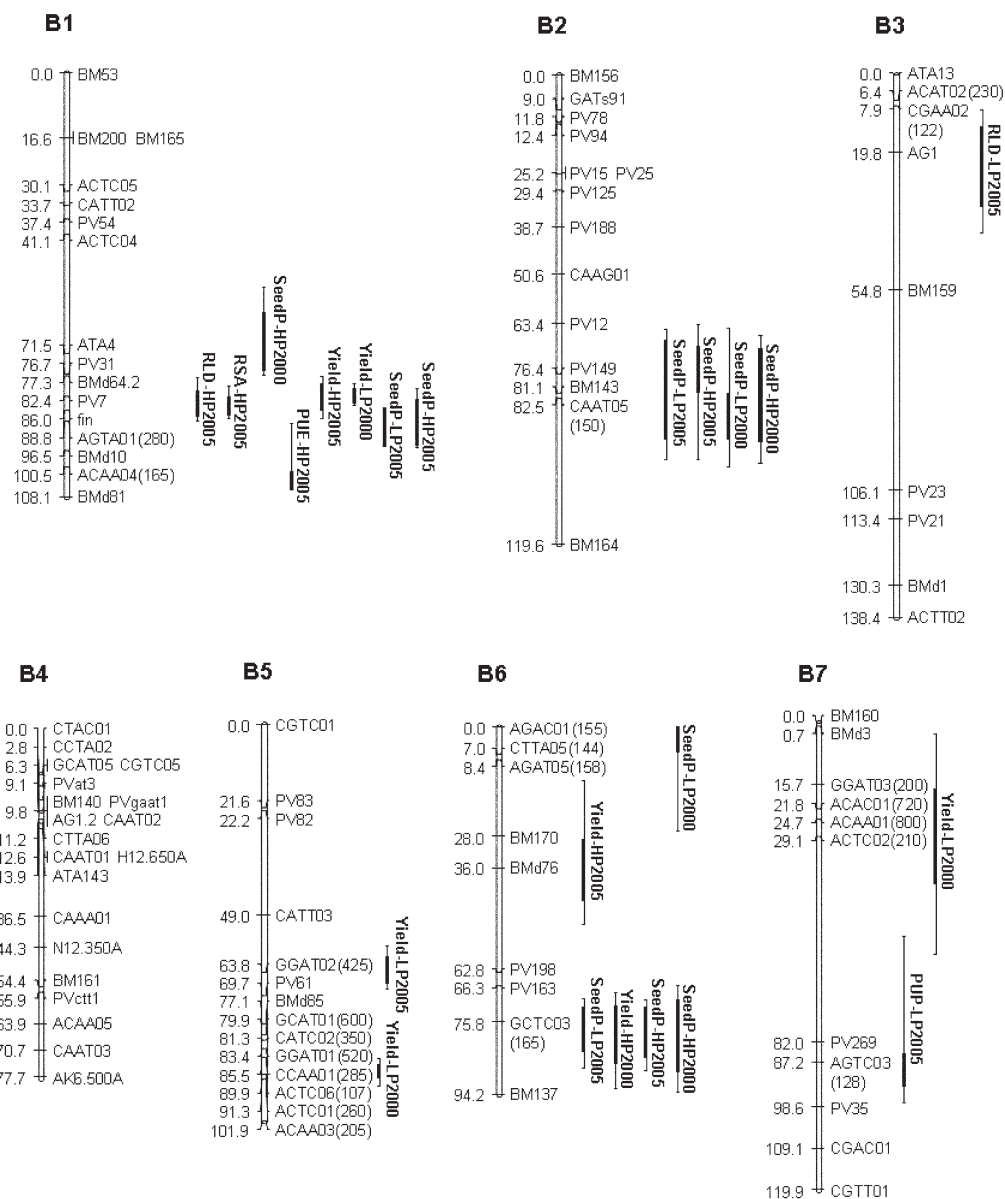 B1
0.0 BM53
16.6 BM200 BM165
30.1 ACTC05
33.7 CATT02
37.4 PV54
41.1 ACTC04
71.5 ATA4
76.7 PV31
77.3 BMd64.2
82.4 PV7
86.0 fin
88.8 AGTA01(280)
96.5 BMd10
100.5 ACAA04(165)
108.1 BMd81
RLD-HP2005
RSA-HP2005
SeedP-HP2000
PUE-HP2005
Yield-HP2005
Yield-LP2000
SeedP-LP2005
SeedP-HP2005
B2
0.0 BM156
9.0 GATs91
11.8 PV78
12.4 PV94
25.2 PV15 PV25
29.4 PV125
38.7 PV188
50.6 CAAG01
63.4 PV12
76.4 PV149
81.1 BM143
82.5 CAAT05
(150)
119.6 BM164
SeedP-LP2005
SeedP-HP2005
SeedP-LP2000
SeedP-HP2000
B3
0.0 ATA13
6.4 ACAT02(230)
7.9 CGAA02
(122)
19.8 AG1
54.8 BM159
106.1 PV23
113.4 PV21
130.3 BMd1
138.4 ACTT02
RLD-LP2005
B4
0.0 CTAC01
2.8 CCTA02
6.3 GCAT05 CGTC05
9.1 PVat3
BM140 PVgaat1
9.8 AG1.2 CAAT02
11.2 CTTA06
12.6 CAAT01 H12.650A
13.9 ATA143
36.5 CAAA01
44.3 N12.350A
54.4 BM161
55.9 PVctt1
63.9 ACAA05
70.7 CAAT03
77.7 AK6.500A
B5
0.0 CGTC01
21.6 PV83
22.2 PV82
49.0 CATT03
63.8 GGAT02(425)
69.7 PV61
77.1 BMd85
79.9 GCAT01(600)
81.3 CATC02(350)
83.4 GGAT01(520)
85.5 CCAA01(285)
89.9 ACTC06(107)
91.3 ACTC01(260)
101.9 ACAA03(205)
Yield-LP2005
Yield-LP2000
B6
0.0 AGAC01(155)
7.0 CTTA05(144)
8.4 AGAT05(158)
28.0 BM170
36.0 BMd76
62.8 PV198
66.3 PV163
75.8 GCTC03
(165)
94.2 BM137
SeedP-LP2000
Yield-HP2005
SeedP-LP2005
Yield-HP2000
SeedP-HP2005
SeedP-HP2000
B7
0.0 BM160
0.7 BMd3
15.7 GGAT03(200)
21.8 ACAC01(720)
24.7 ACAA01(800)
29.1 ACTC02(210)
82.0 PV269
87.2 AGTC03
(128)
98.6 PV35
109.1 CGAC01
119.9 CGTT01
Yield-LP2000
PUP-LP2005